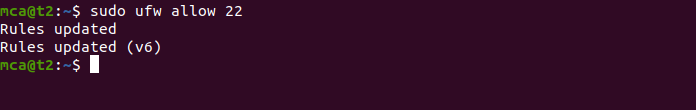 mca@t2:~$ sudo ufw allow 22
Rules updated
Rules updated (v6)
mca@t2:~$